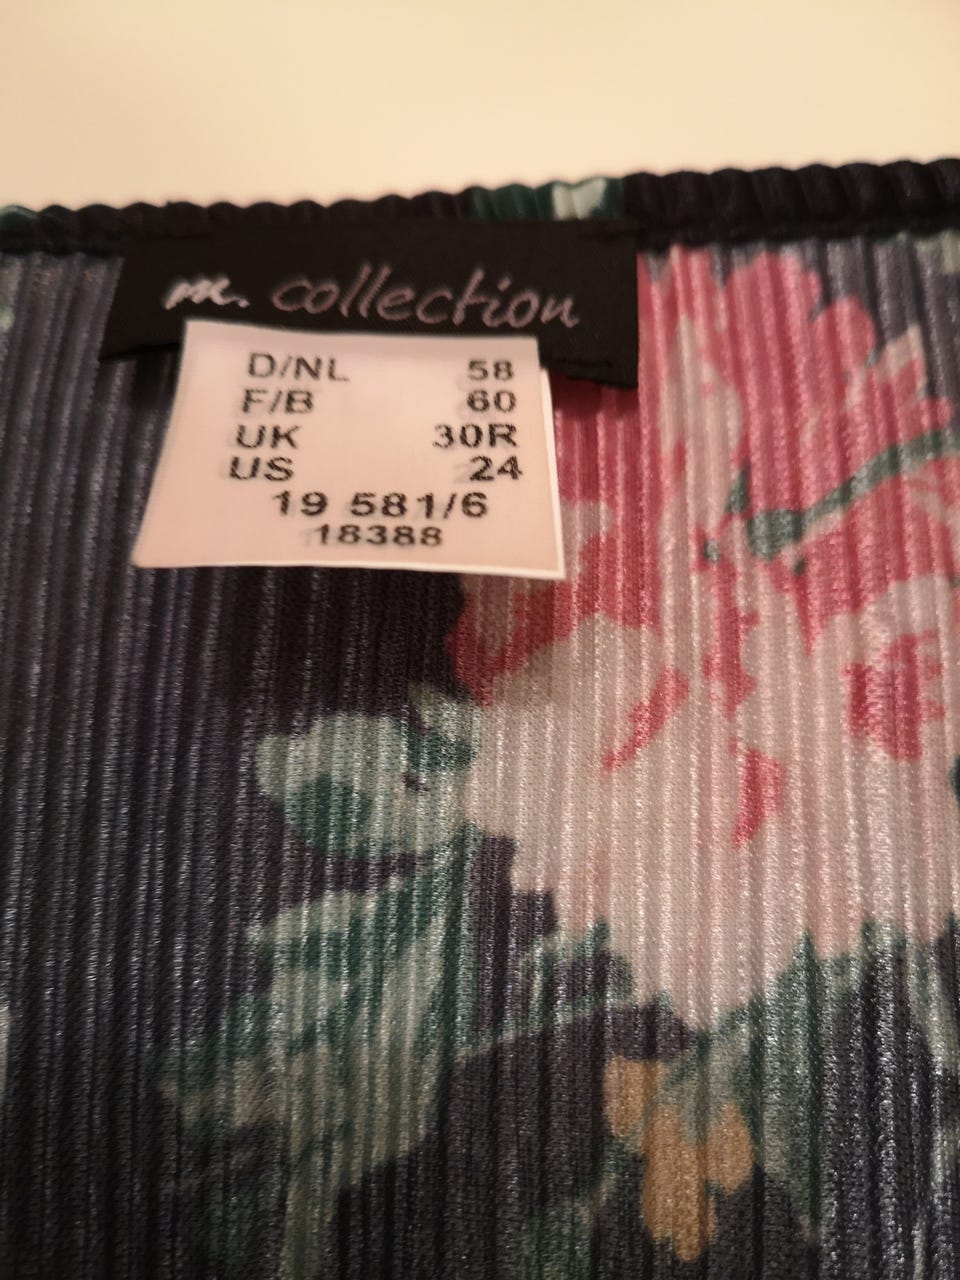 m. collection
D/NL 58
F/B 60
UK 30R
US 24
19 581/6
18388